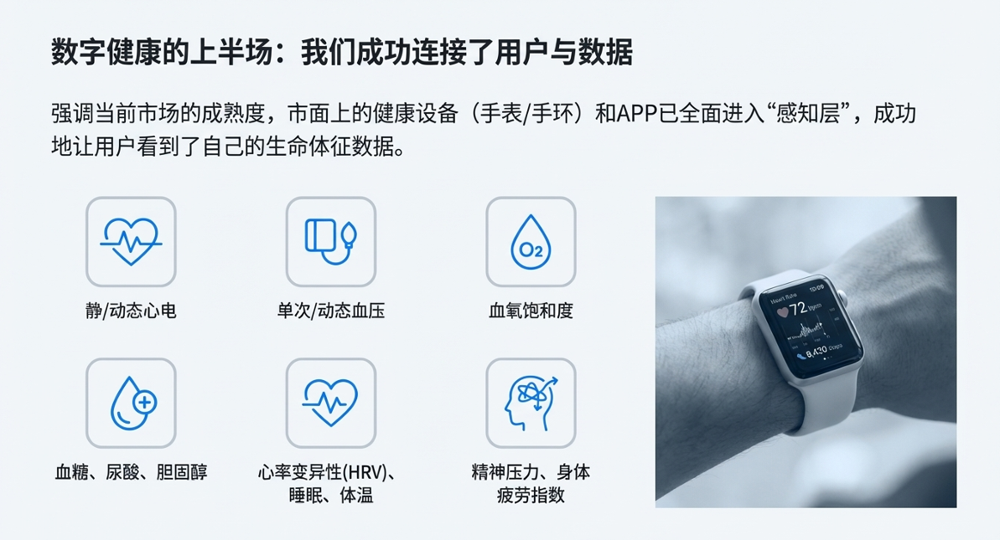 数字健康的上半场：我们成功连接了用户与数据
强调当前市场的成熟度，市面上的健康设备（手表/手环）和APP已全面进入“感知层”，成功
地让用户看到了自己的生命体征数据。
静/动态心电
单次/动态血压
O2
血氧饱和度
血糖、尿酸、胆固醇
心率变异性(HRV)、
睡眠、体温
精神压力、身体
疲劳指数
Heart Rate
10:09
72 bpm